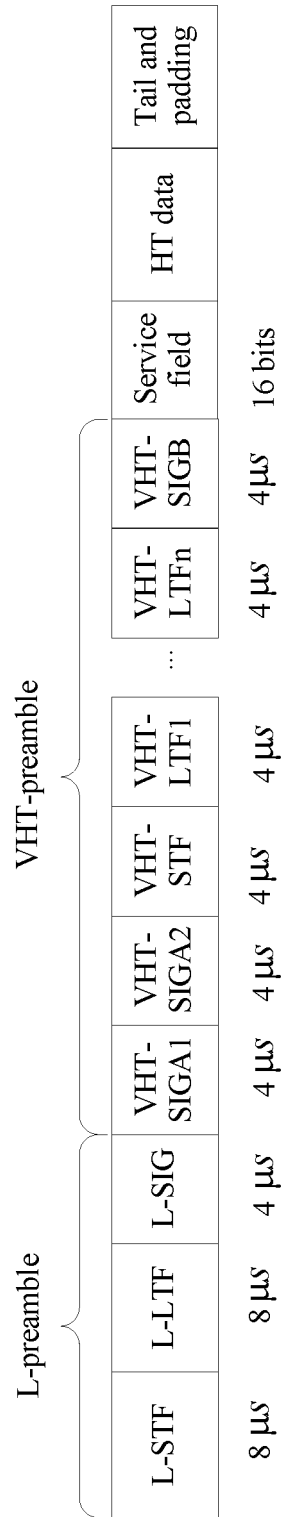 L-preamble
VHT-preamble
L-STF
L-LTF
L-SIG
VHT-
SIGA1
VHT-
SIGA2
VHT-
STF
VHT-
LTF1
...
VHT-
LTFn
VHT-
SIGB
Service
field
HT data
Tail and
padding
8 μs
8 μs
4 μs
4 μs
4 μs
4 μs
4 μs
4 μs
4 μs
16 bits